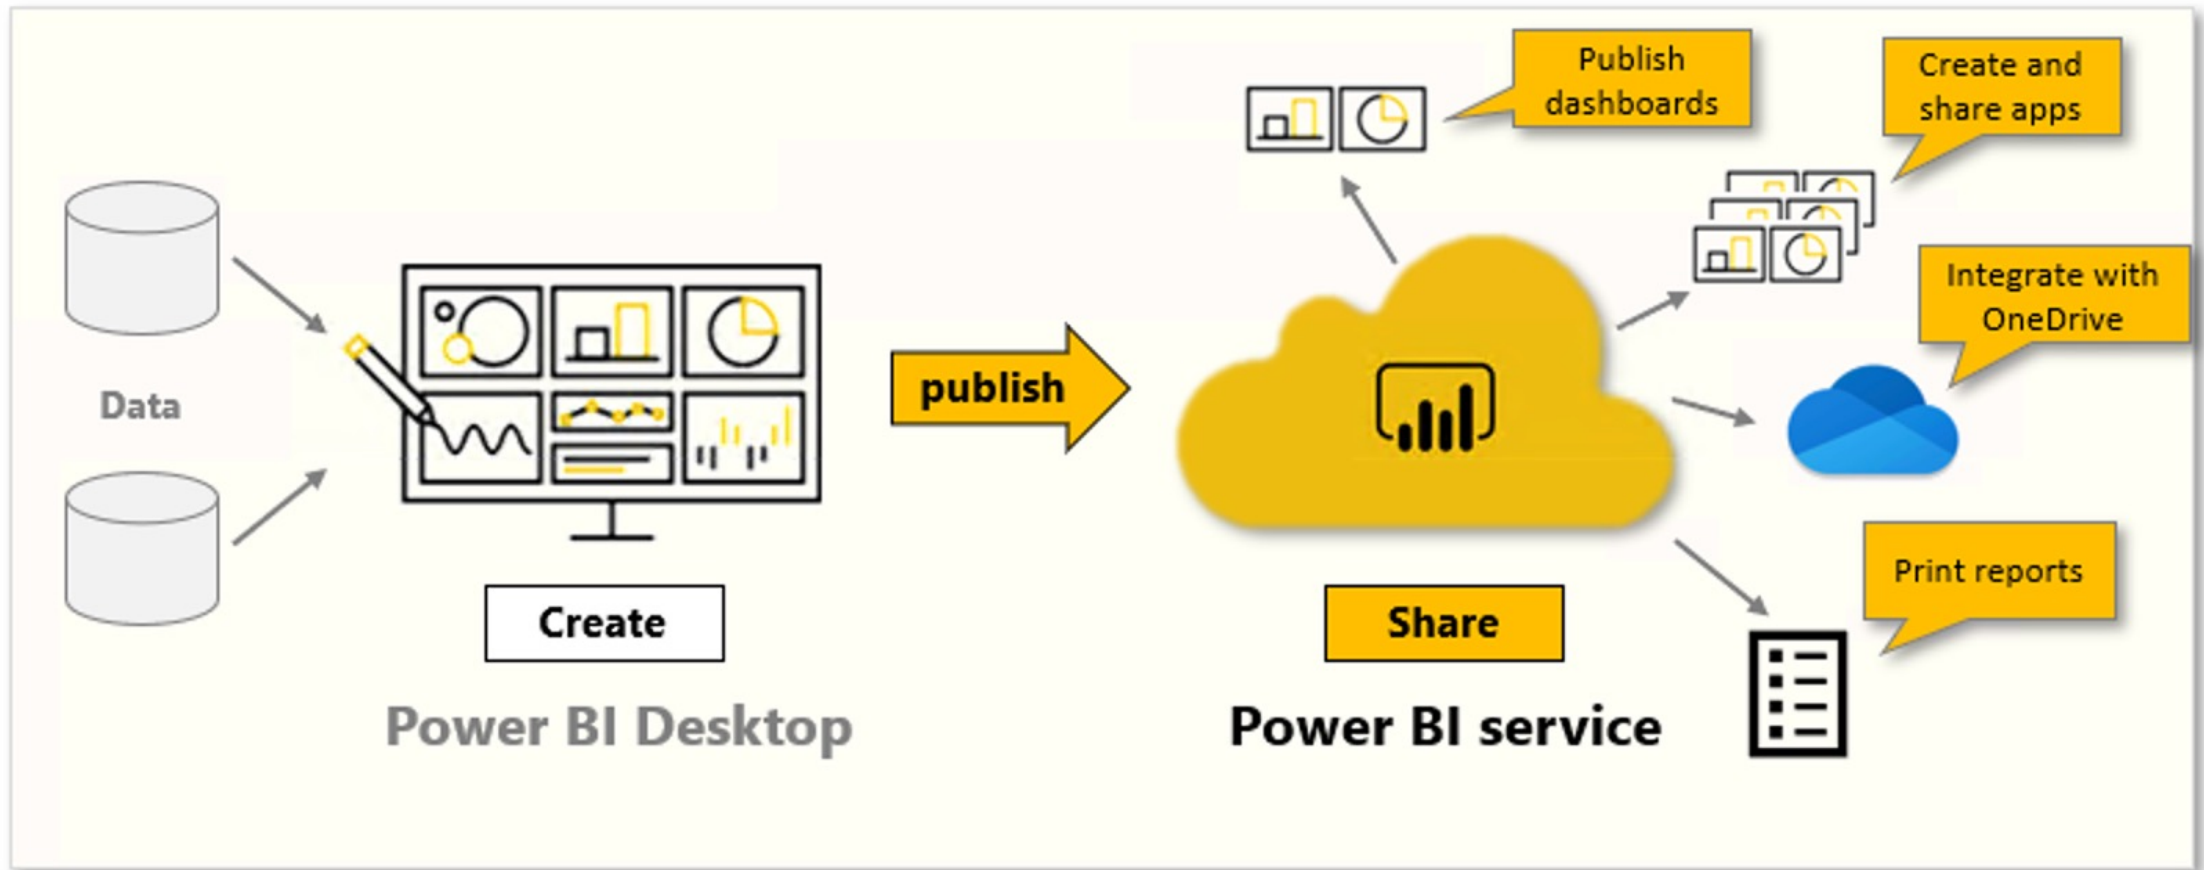 Data
Create
Power BI Desktop
publish
Share
Power BI service
Publish
dashboards
Create and
share apps
Integrate with
OneDrive
Print reports